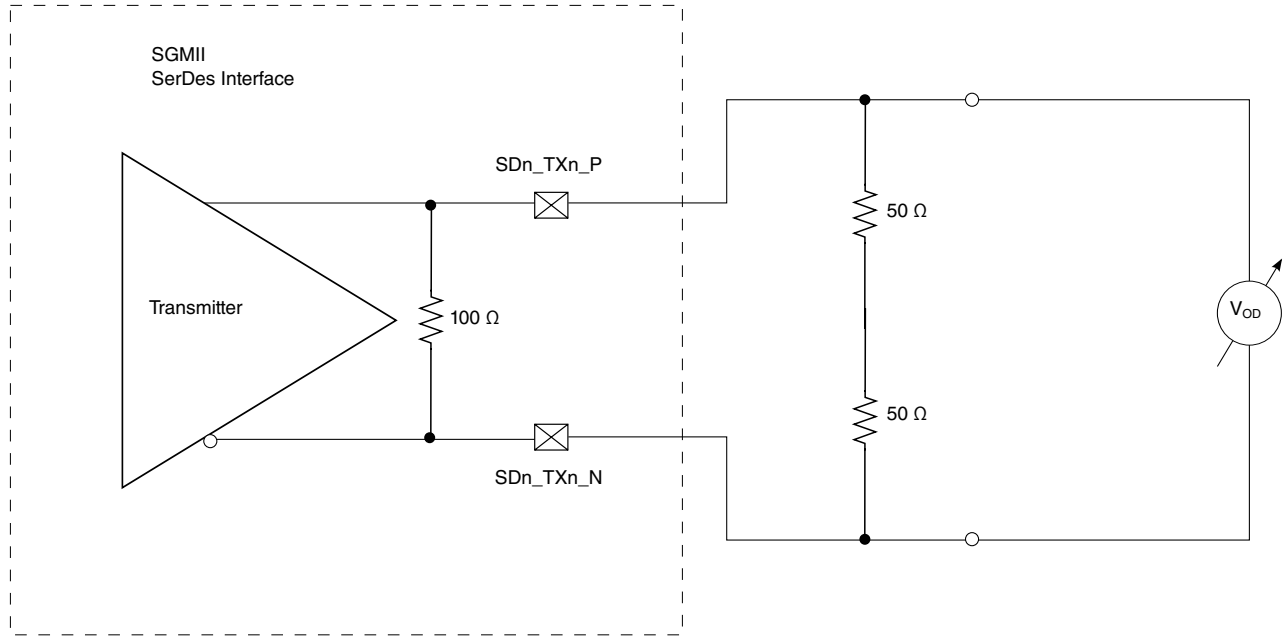 SGMII
SerDes Interface
SDn_TXn_P
50 Ω
Transmitter
100 Ω
V_OD
50 Ω
SDn_TXn_N